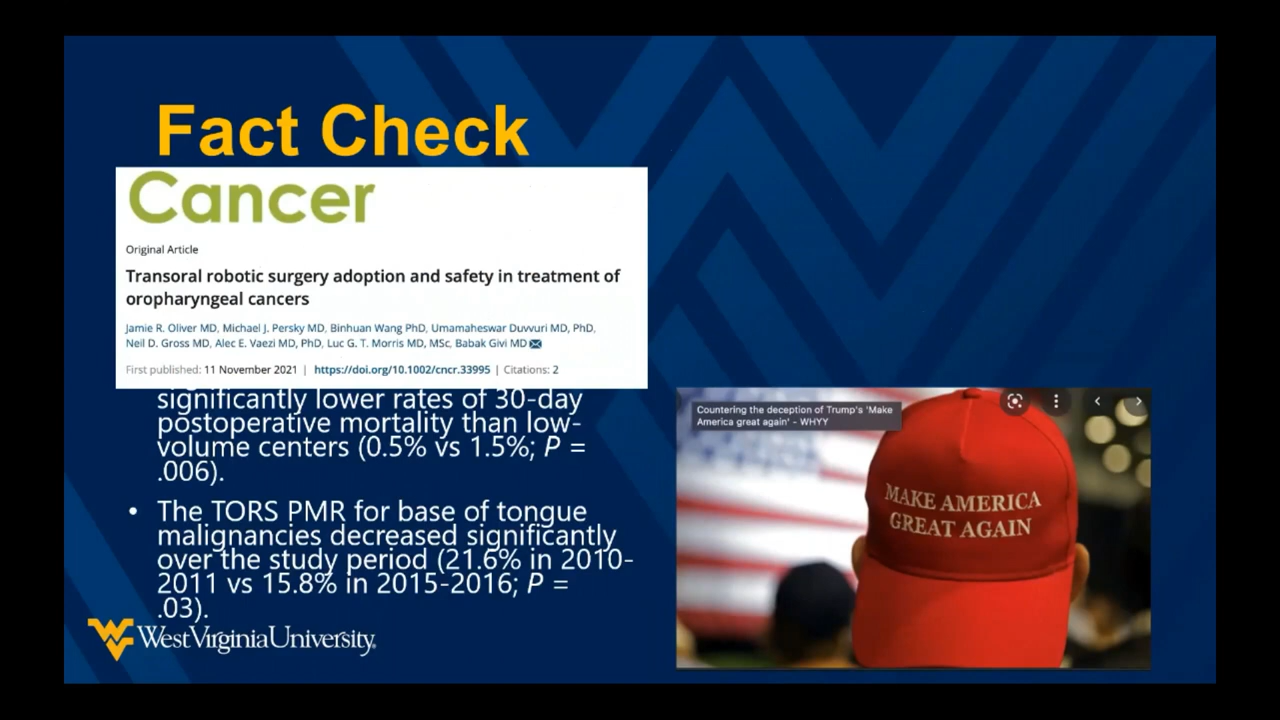 Fact Check
Cancer
Original Article
Transoral robotic surgery adoption and safety in treatment of
oropharyngeal cancers
Jamie R. Oliver MD, Michael J. Persky MD, Binhuan Wang PhD, Umamaheswar Duvvuri MD, PhD,
Neil D. Gross MD, Alec E. Vaezi MD, PhD, Luc G. T. Morris MD, MSc, Babak Givi MD
First published: 11 November 2021 | https://doi.org/10.1002/cncr.33995 | Citations: 2
significantly lower rates of 30-day
postoperative mortality than low-
volume centers (0.5% vs 1.5%; P =
.006).
• The TORS PMR for base of tongue
malignancies decreased significantly
over the study period (21.6% in 2010-
2011 vs 15.8% in 2015-2016; P =
.03).
WestVirginiaUniversity.
Countering the deception of Trump's 'Make
America great again' - WHYY
MAKE AMERICA
GREAT AGAIN